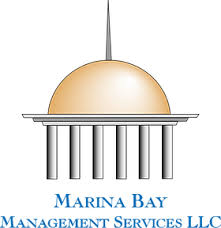 MARINA BAY
MANAGEMENT SERVICES LLC